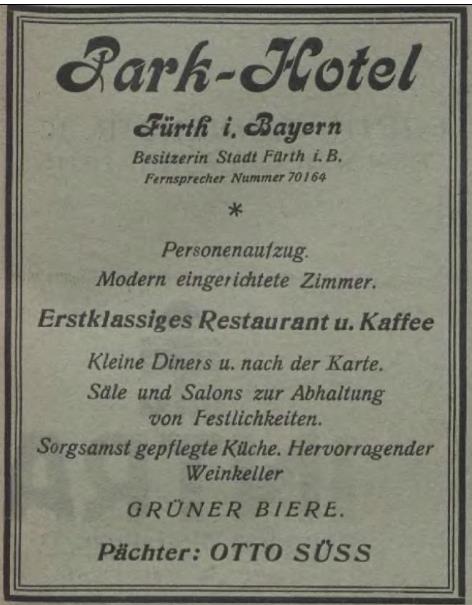 Park-Hotel
Fürth i. Bayern
Besitzerin Stadt Fürth i. B.
Fernsprecher Nummer 70164
*
Personenaufzug.
Modern eingerichtete Zimmer.
Erstklassiges Restaurant u. Kaffee
Kleine Diners u. nach der Karte.
Säle und Salons zur Abhaltung
von Festlichkeiten.
Sorgsamst gepflegte Küche. Hervorragender
Weinkeller
GRÜNER BIERE.
Pächter: OTTO SÜSS